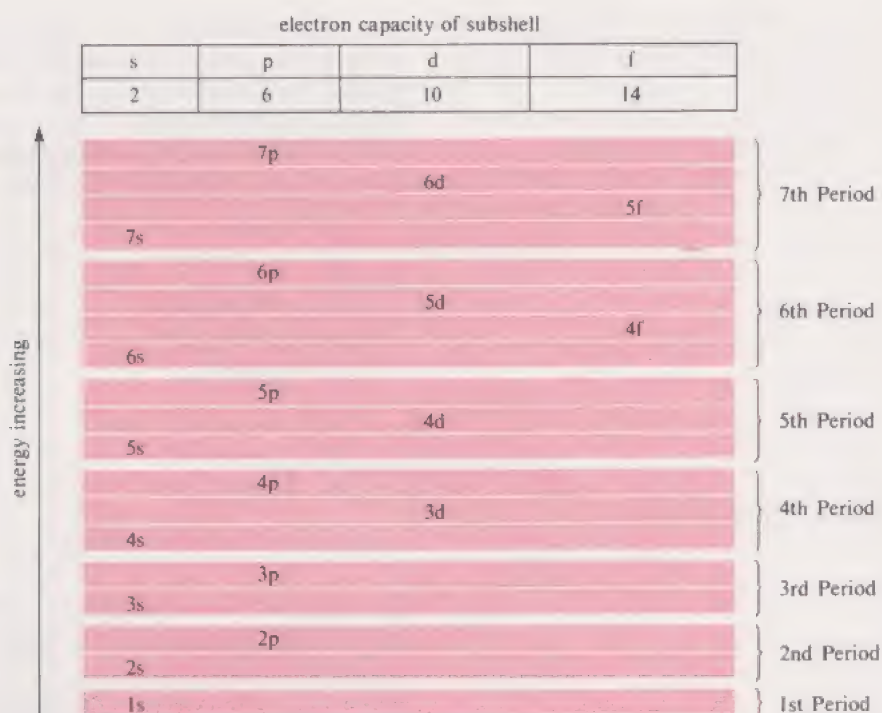 electron capacity of subshell
s p d f
2 6 10 14
7p
6d
5f
7s
7th Period
6p
5d
4f
6s
6th Period
5p
4d
5s
5th Period
4p
3d
4s
4th Period
3p
3s
3rd Period
2p
2s
2nd Period
1s
1st Period
energy increasing